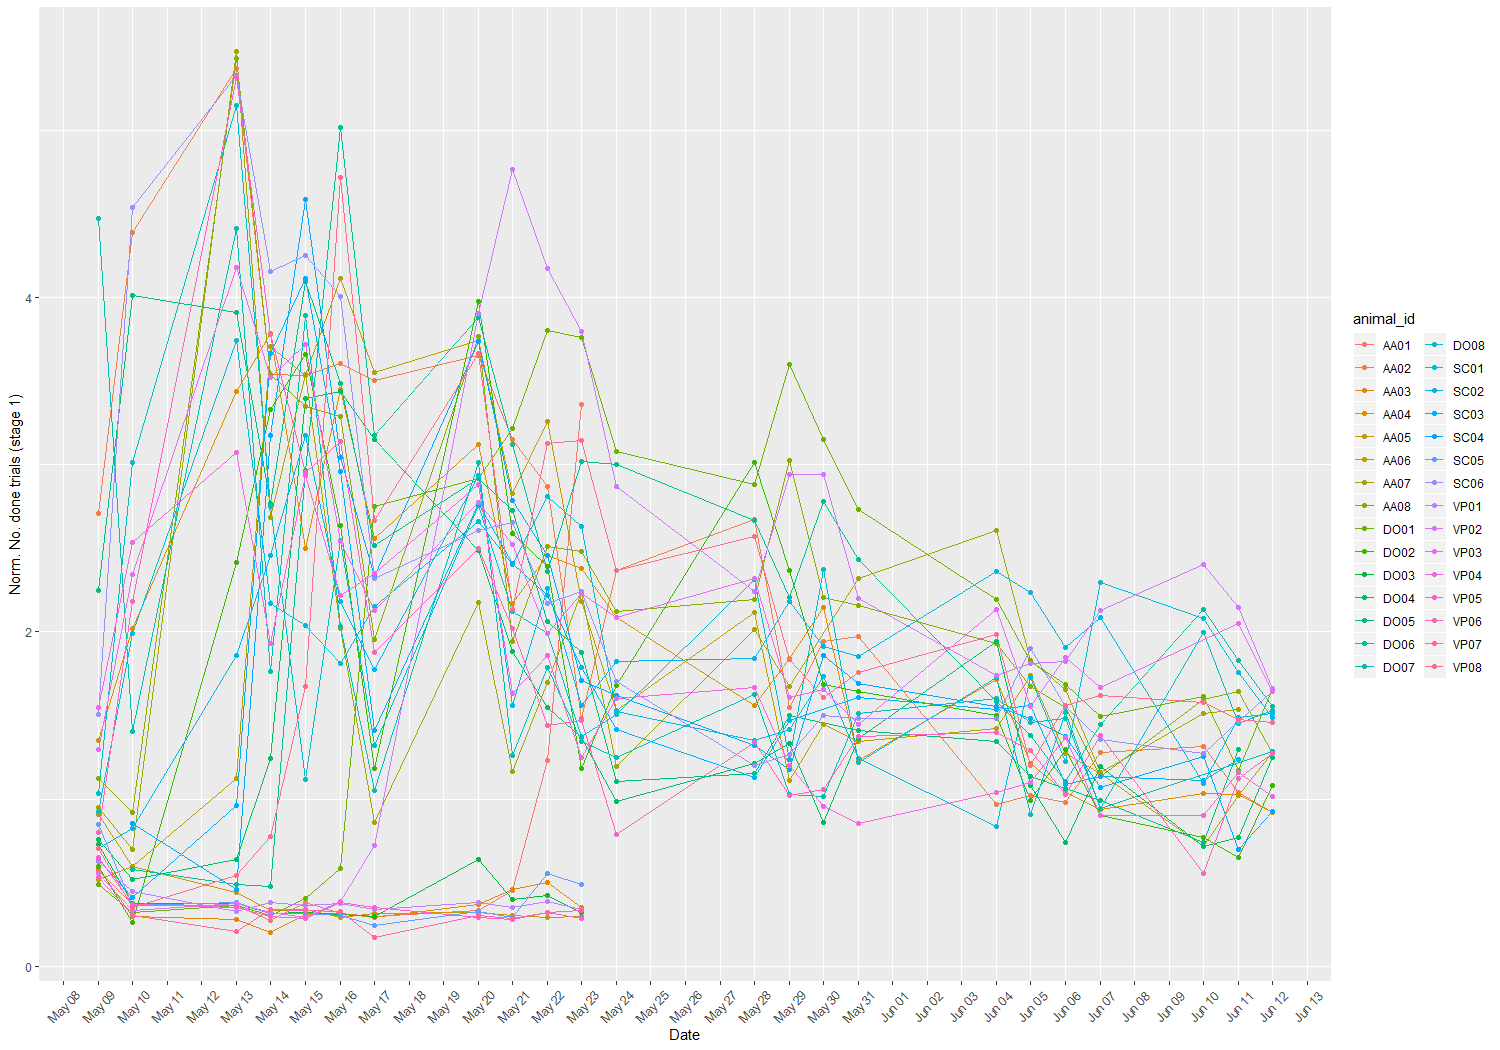 Norm. No. done trials (stage 1)
4
2
0
May 08
May 09
May 10
May 11
May 12
May 13
May 14
May 15
May 16
May 17
May 18
May 19
May 20
May 21
May 22
May 23
May 24
May 25
May 26
May 27
May 28
May 29
May 30
May 31
Jun 01
Jun 02
Jun 03
Jun 04
Jun 05
Jun 06
Jun 07
Jun 08
Jun 09
Jun 10
Jun 11
Jun 12
Jun 13
Date
animal_id
AA01
AA02
AA03
AA04
AA05
AA06
AA07
AA08
DO01
DO02
DO03
DO04
DO05
DO06
DO07
DO08
SC01
SC02
SC03
SC04
SC05
SC06
VP01
VP02
VP03
VP04
VP05
VP06
VP07
VP08